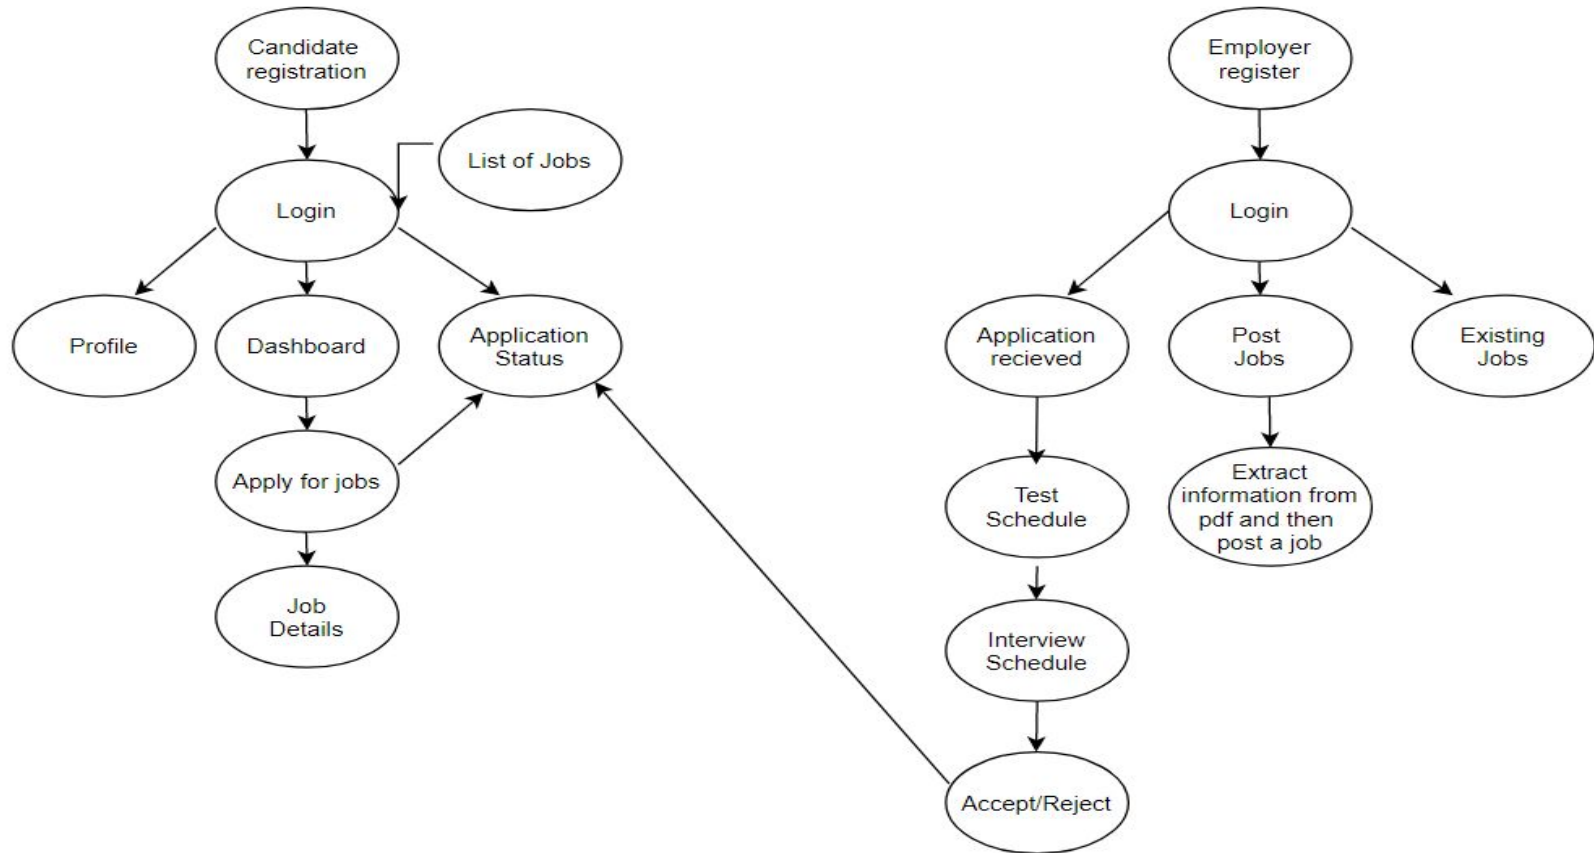 Candidate
registration
Employer
register
List of Jobs
Login
Login
Profile
Dashboard
Application
Status
Application
recieved
Post
Jobs
Existing
Jobs
Apply for jobs
Test
Schedule
Extract
information from
pdf and then
post a job
Job
Details
Interview
Schedule
Accept/Reject